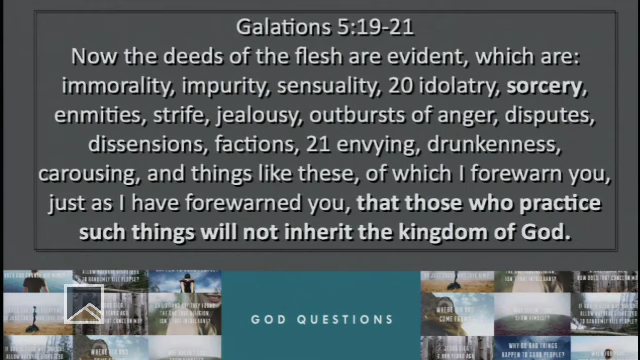 Galations 5:19-21
Now the deeds of the flesh are evident, which are:
immorality, impurity, sensuality, 20 idolatry, sorcery,
enmities, strife, jealousy, outbursts of anger, disputes,
dissensions, factions, 21 envying, drunkenness,
carousing, and things like these, of which I forewarn you,
just as I have forewarned you, that those who practice
such things will not inherit the kingdom of God.
GOD QUESTIONS